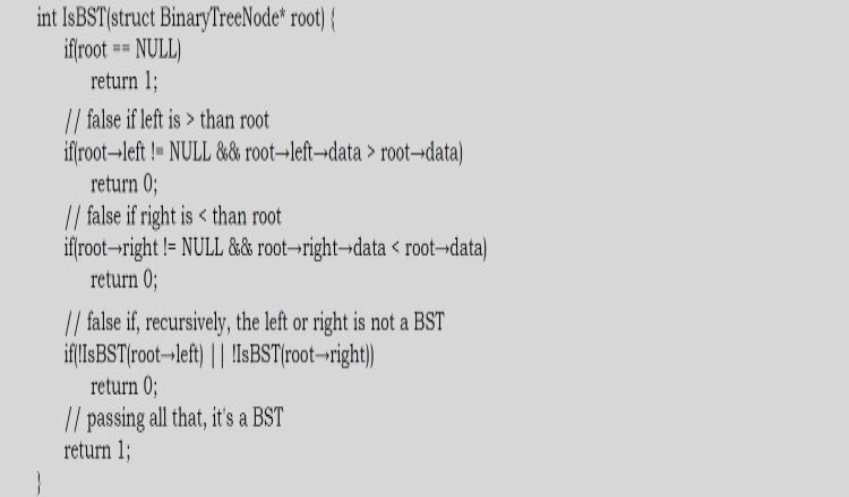 int IsBST(struct BinaryTreeNode* root) {
if(root == NULL)
return 1;
// false if left is > than root
if(root→left != NULL && root→left→data > root→data)
return 0;
// false if right is < than root
if(root→right != NULL && root→right→data < root→data)
return 0;
// false if, recursively, the left or right is not a BST
if(!IsBST(root→left) || !IsBST(root→right))
return 0;
// passing all that, it's a BST
return 1;
}